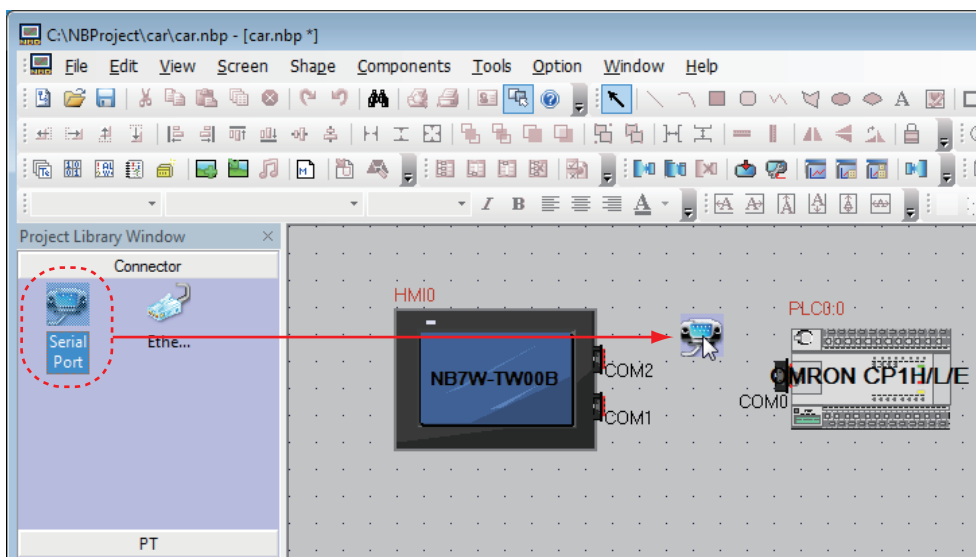 C:\NBProject\car\car.nbp - [car.nbp *]
File Edit View Screen Shape Components Tools Option Window Help
Project Library Window
Connector
Serial Port
Ethe...
PT
HMI0
NB7W-TW00B
COM2
COM1
PLC0:0
OMRON CP1H/L/E
COM0